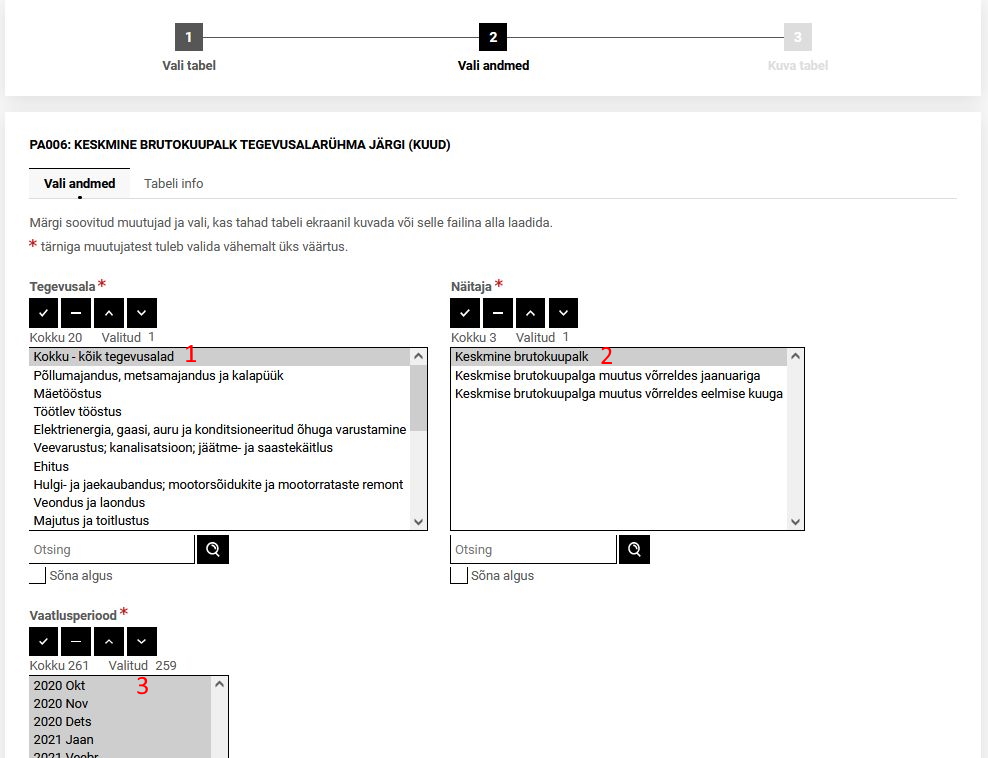 1
2
3
Vali tabel
Vali andmed
Kuva tabel
PA006: KESKMINE BRUTOKUUPALK TEGEVUSALARÜHMA JÄRGI (KUUD)
Vali andmed
Tabeli info
Märgi soovitud muutujad ja vali, kas tahad tabeli ekraanil kuvada või selle failina alla laadida.
* tärniga muutujatest tuleb valida vähemalt üks väärtus.
Tegevusala *
Kokku 20 Valitud 1
Kokku - kõik tegevusalad 1
Põllumajandus, metsamajandus ja kalapüük
Mäetööstus
Töötlev tööstus
Elektrienergia, gaasi, auru ja konditsioneeritud õhuga varustamine
Veevarustus; kanalisatsioon; jäätme- ja saastekäitlus
Ehitus
Hulgi- ja jaekaubandus; mootorsõidukite ja mootorrataste remont
Veondus ja laondus
Majutus ja toitlustus
Otsing
Sõna algus
Näitaja *
Kokku 3 Valitud 1
Keskmine brutokuupalk 2
Keskmise brutokuupalga muutus võrreldes jaanuariga
Keskmise brutokuupalga muutus võrreldes eelmise kuuga
Otsing
Sõna algus
Vaatlusperiood *
Kokku 261 Valitud 259
2020 Okt 3
2020 Nov
2020 Dets
2021 Jaan
2021 Veebr